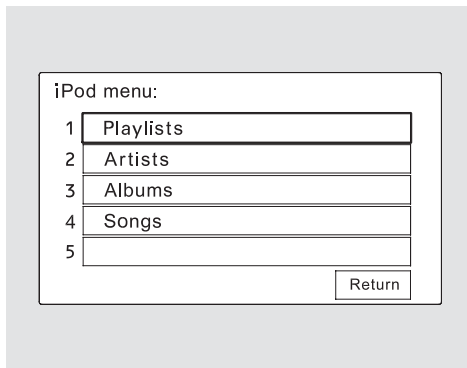 iPod menu:
1 Playlists
2 Artists
3 Albums
4 Songs
5
Return